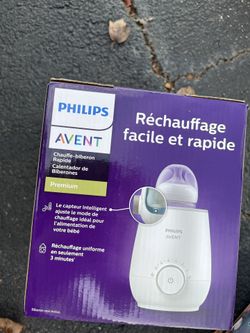 PHILIPS
AVENT
Chauffe-biberon
Rapide
Calentador de
Biberones
Premium
Réchauffage
facile et rapide
Le capteur Intelligent
ajuste le mode de
chauffage idéal pour
l'alimentation de
votre bébé
Réchauffage uniforme
en seulement
3 minutes
PHILIPS
AVENT